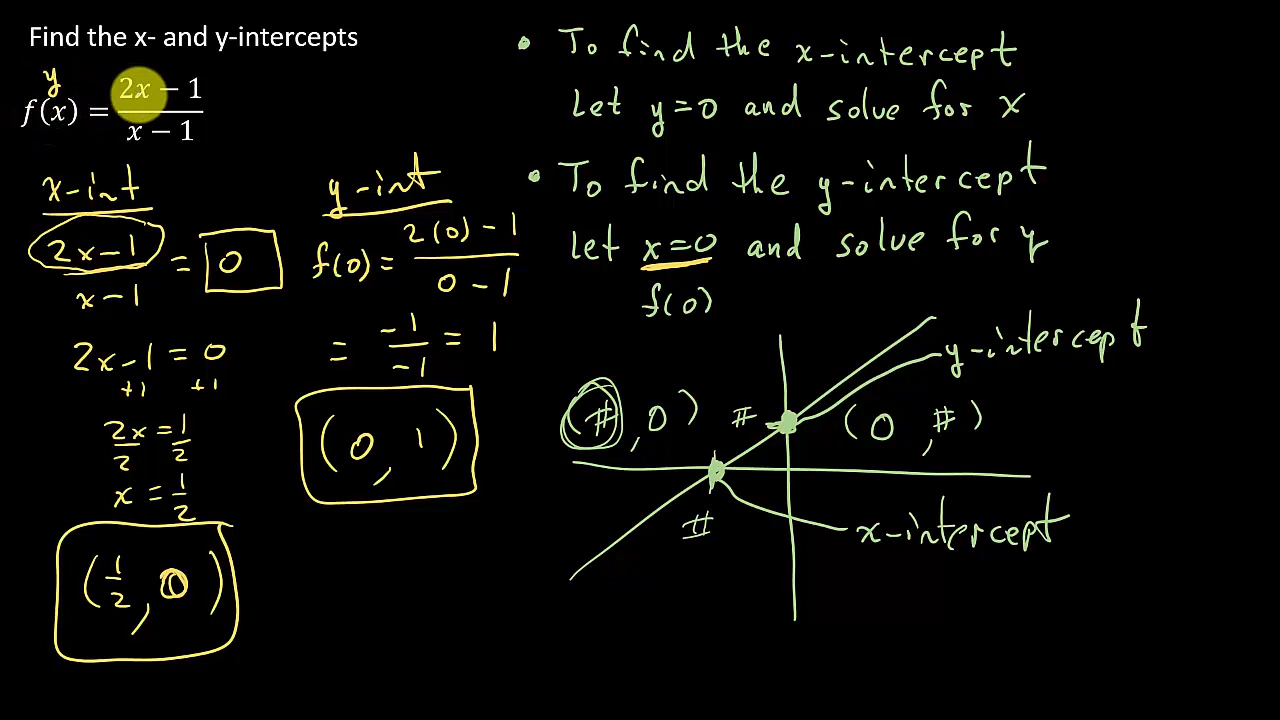 Find the x- and y-intercepts
y
f(x) = 2x − 1
x − 1
x-int
2x-1
x-1
= 0
2x-1 = 0
+1 +1
2x = 1
2 2
x = 1
2
(1/2, 0)
y-int
f(0) = 2(0) - 1
0 - 1
= -1 = 1
-1
(0, 1)
• To find the x-intercept
Let y=0 and solve for x
• To find the y-intercept
Let x=0 and solve for y
f(0)
y-intercept
(#, 0) # (0, #)
#
x-intercept